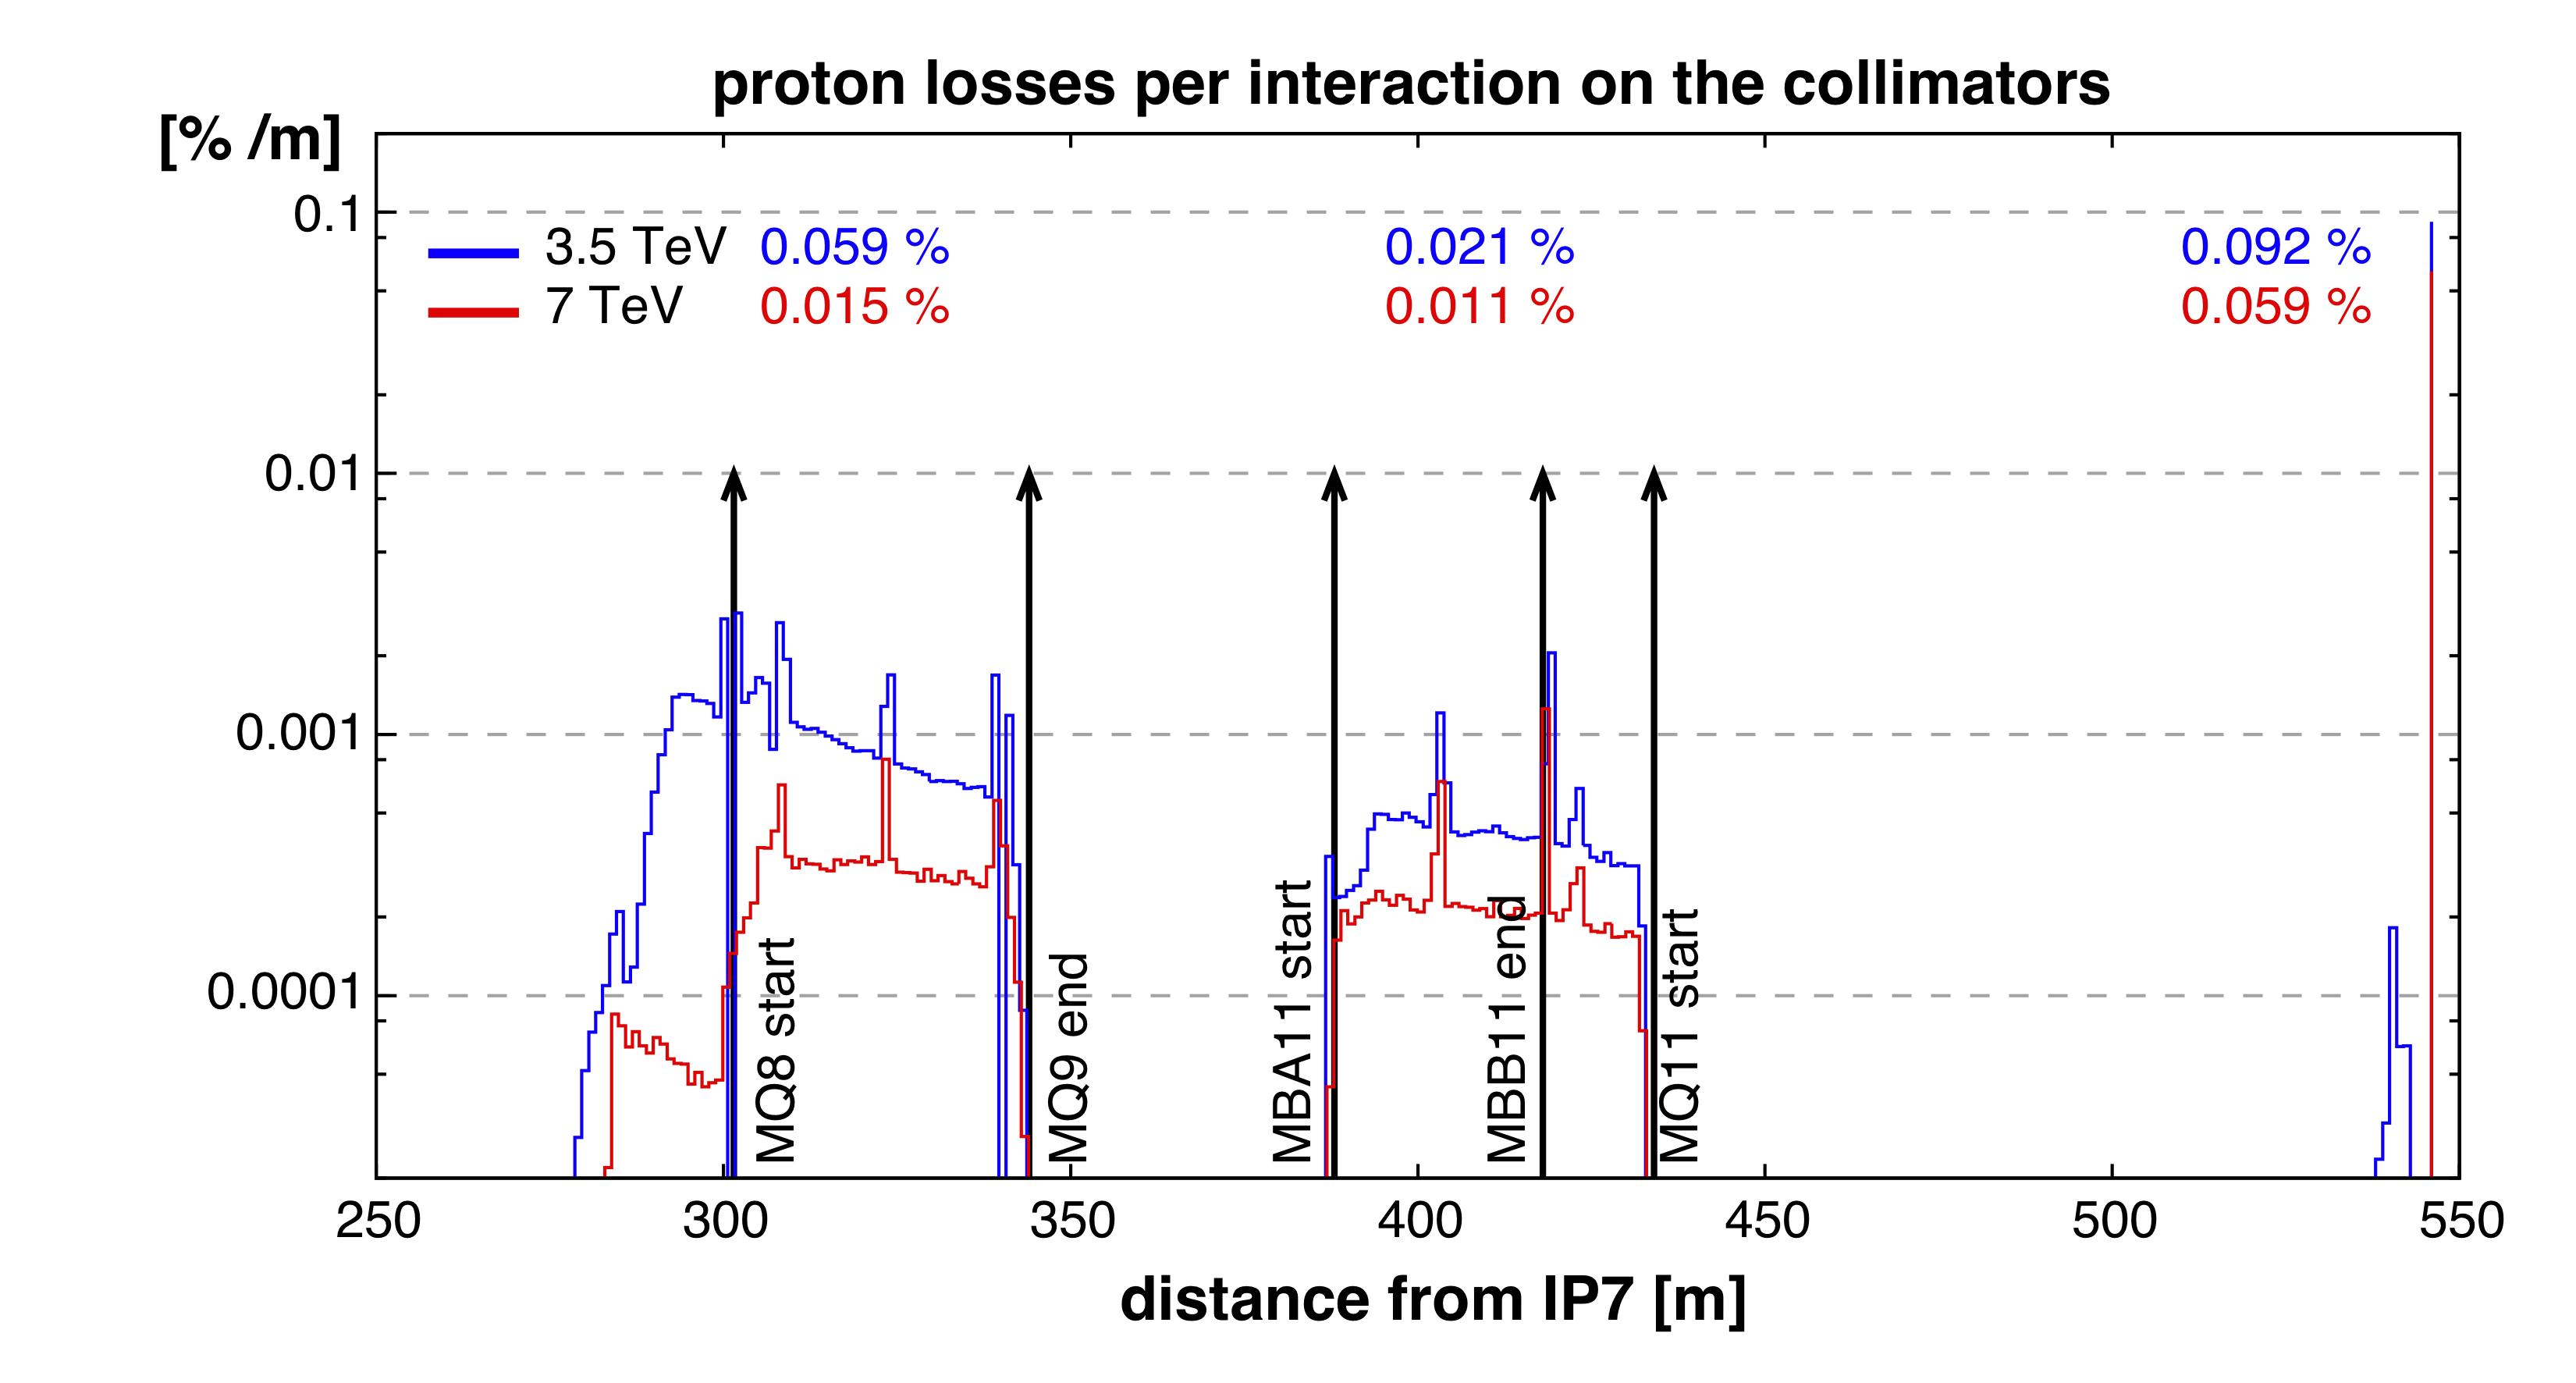 proton losses per interaction on the collimators
[% /m]
0.1
3.5 TeV 0.059 % 0.021 % 0.092 %
7 TeV 0.015 % 0.011 % 0.059 %
0.01
0.001
0.0001
MQ8 start
MQ9 end
MBA11 start
MBB11 end
MQ11 start
250 300 350 400 450 500 550
distance from IP7 [m]